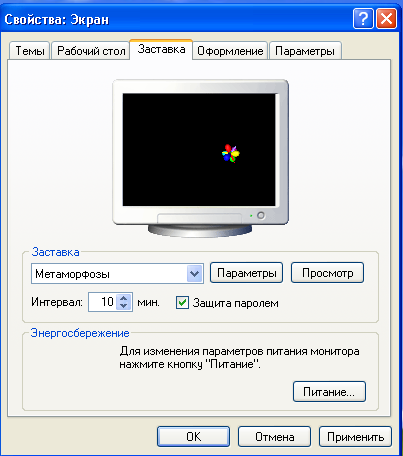 Свойства: Экран
Темы Рабочий стол Заставка Оформление Параметры
Заставка
Метаморфозы Параметры Просмотр
Интервал: 10 мин. Защита паролем
Энергосбережение
Для изменения параметров питания монитора
нажмите кнопку "Питание".
Питание...
OK Отмена Применить